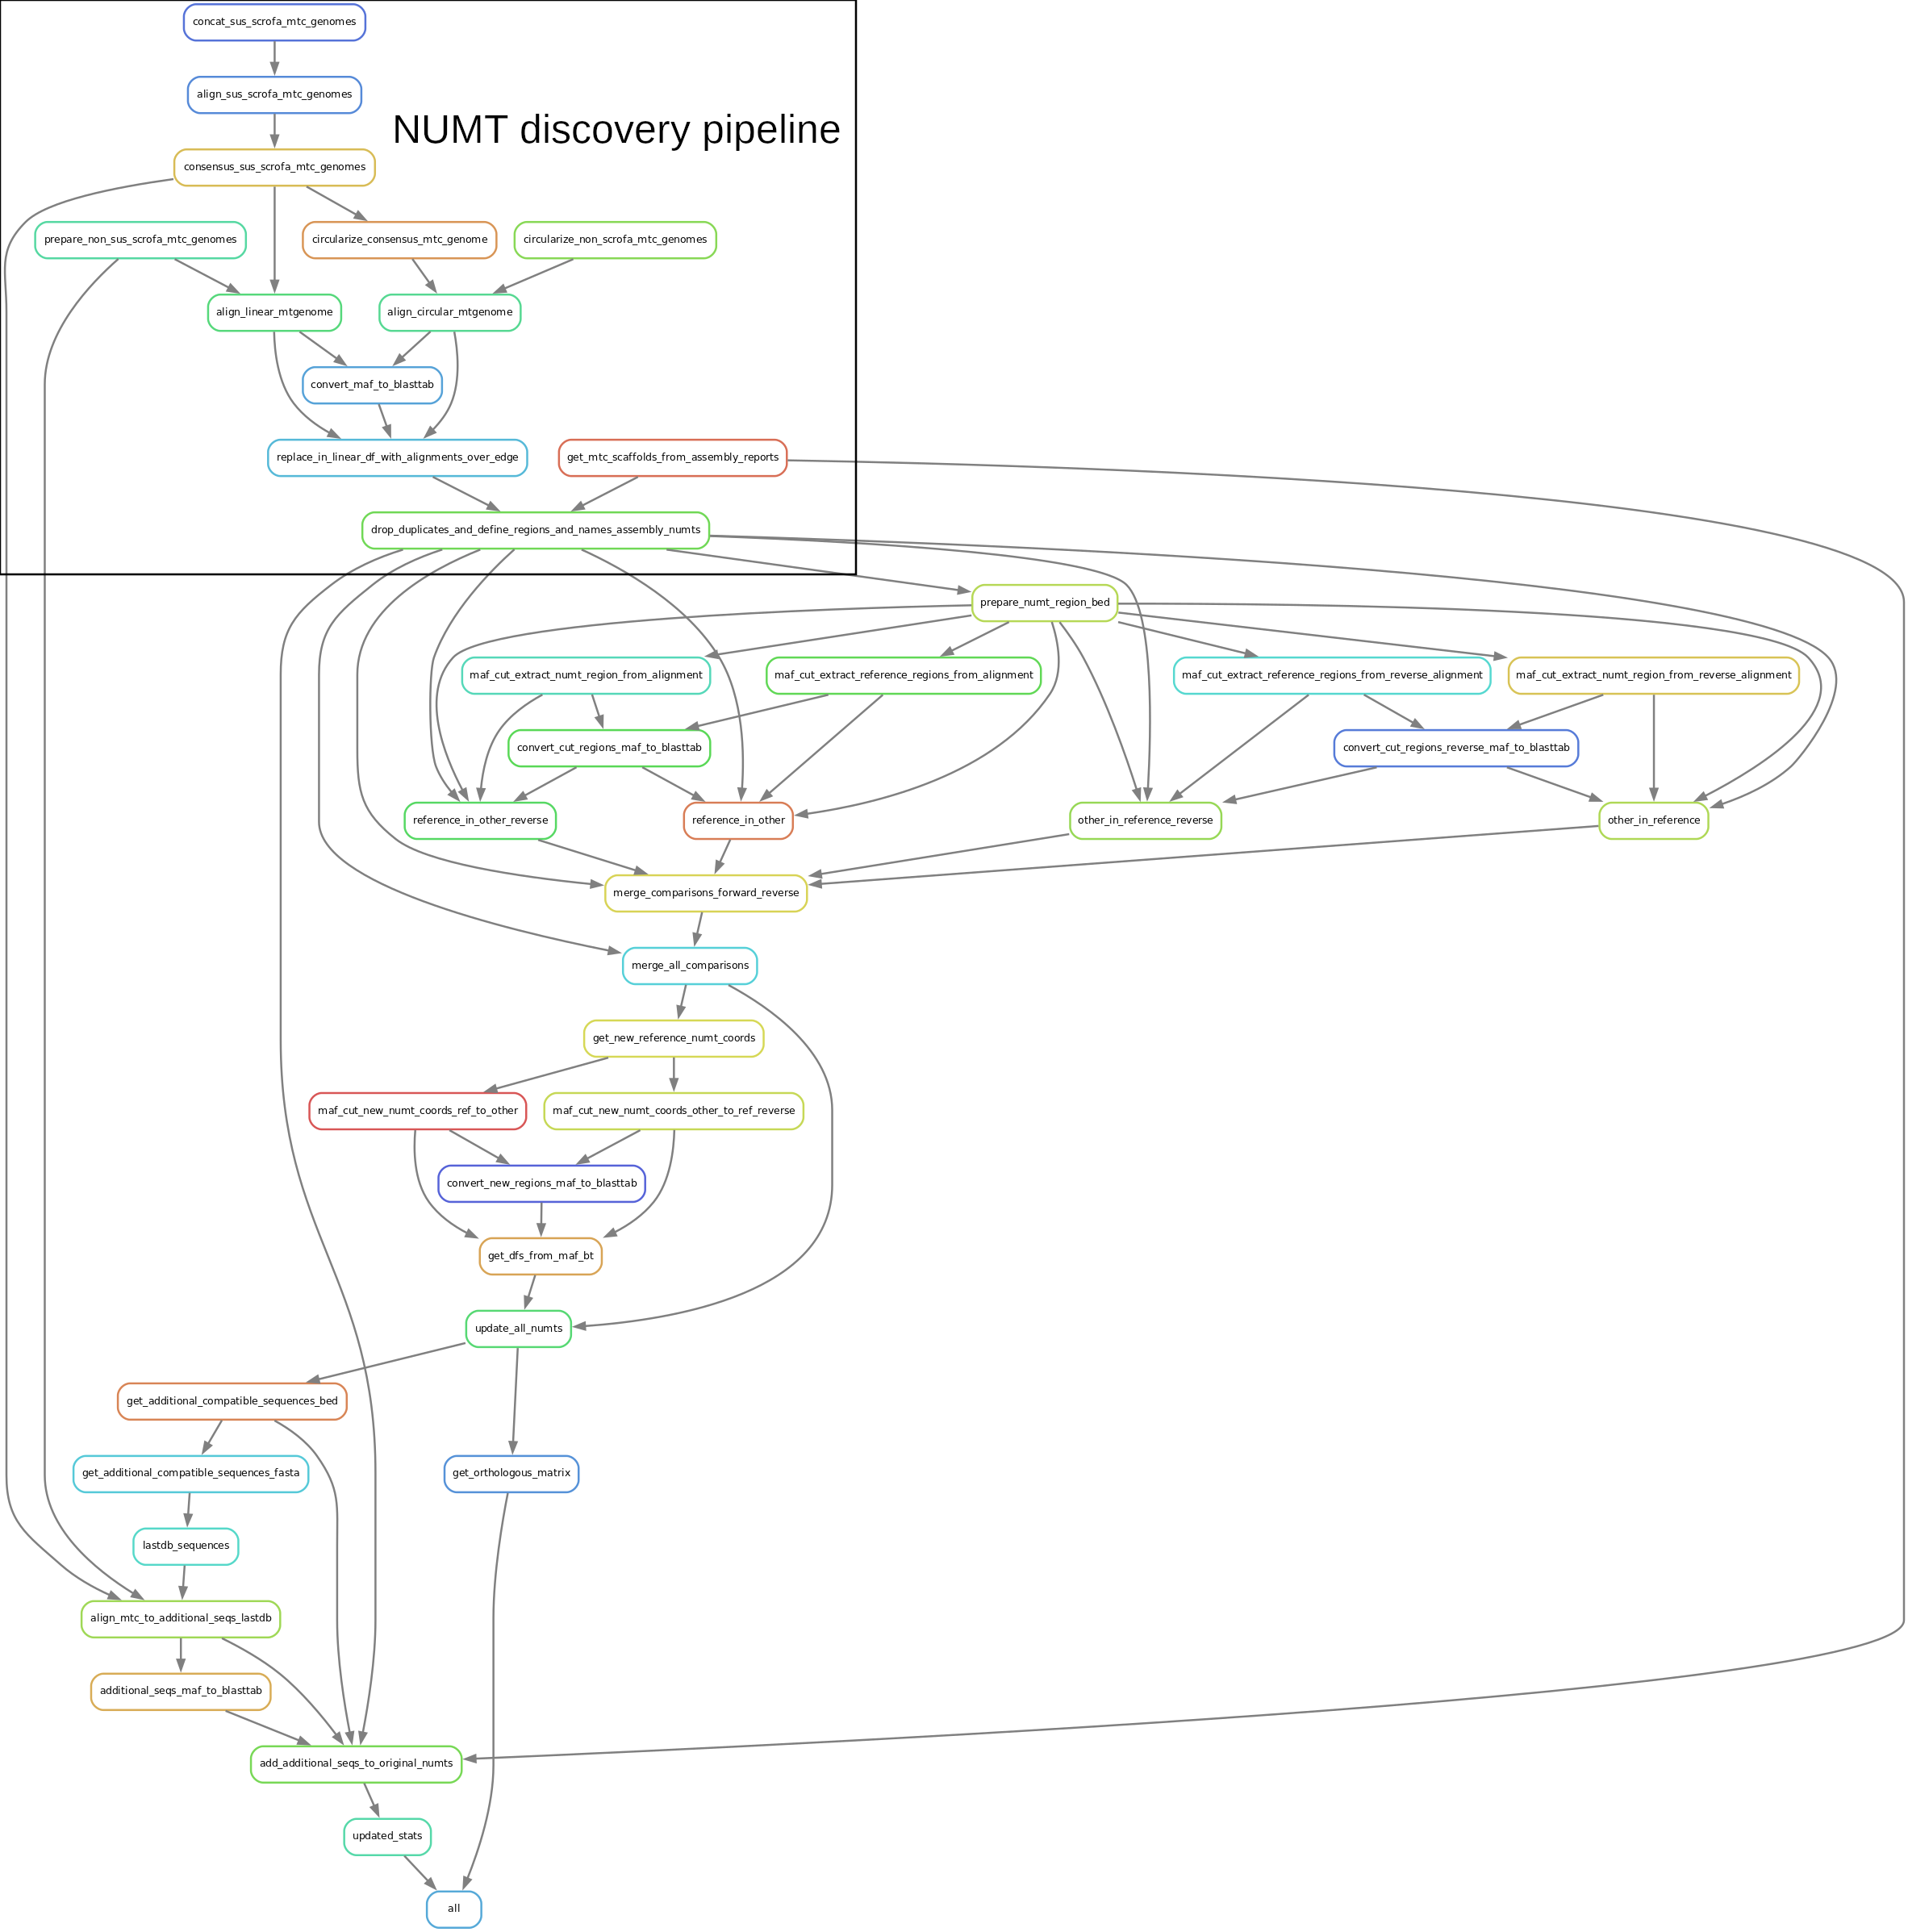 concat_sus_scrofa_mtc_genomes
align_sus_scrofa_mtc_genomes
NUMT discovery pipeline
consensus_sus_scrofa_mtc_genomes
prepare_non_sus_scrofa_mtc_genomes
circularize_consensus_mtc_genome
circularize_non_scrofa_mtc_genomes
align_linear_mtgenome
align_circular_mtgenome
convert_maf_to_blasttab
replace_in_linear_df_with_alignments_over_edge
get_mtc_scaffolds_from_assembly_reports
drop_duplicates_and_define_regions_and_names_assembly_numts
prepare_numt_region_bed
maf_cut_extract_numt_region_from_alignment
maf_cut_extract_reference_regions_from_alignment
maf_cut_extract_reference_regions_from_reverse_alignment
maf_cut_extract_numt_region_from_reverse_alignment
convert_cut_regions_maf_to_blasttab
convert_cut_regions_reverse_maf_to_blasttab
reference_in_other_reverse
reference_in_other
other_in_reference_reverse
other_in_reference
merge_comparisons_forward_reverse
merge_all_comparisons
get_new_reference_numt_coords
maf_cut_new_numt_coords_ref_to_other
maf_cut_new_numt_coords_other_to_ref_reverse
convert_new_regions_maf_to_blasttab
get_dfs_from_maf_bt
update_all_numts
get_additional_compatible_sequences_bed
get_additional_compatible_sequences_fasta
get_orthologous_matrix
lastdb_sequences
align_mtc_to_additional_seqs_lastdb
additional_seqs_maf_to_blasttab
add_additional_seqs_to_original_numts
updated_stats
all